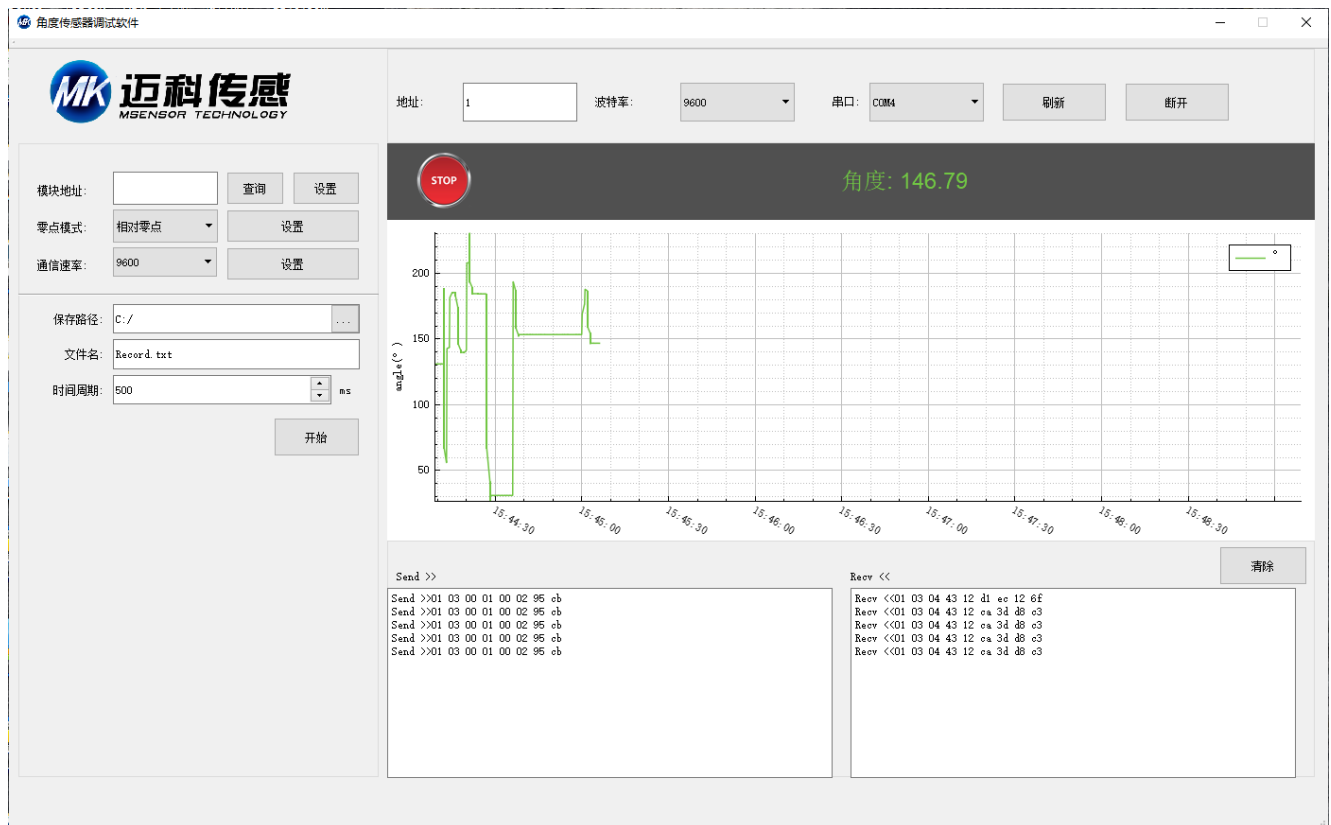 角度传感器调试软件
MK 迈科传感
MSENSOR TECHNOLOGY
地址: 1 波特率: 9600 串口: COM4 刷新 断开
模块地址: 查询 设置
零点模式: 相对零点 设置
通信速率: 9600 设置
保存路径: C:/ ...
文件名: Record.txt
时间周期: 500 ms
开始
STOP
角度: 146.79
°
angle(°)
200
150
100
50
15:44:30 15:45:00 15:45:30 15:46:00 15:46:30 15:47:00 15:47:30 15:48:00 15:48:30
清除
Send >>
Send >>01 03 00 01 00 02 95 cb
Send >>01 03 00 01 00 02 95 cb
Send >>01 03 00 01 00 02 95 cb
Send >>01 03 00 01 00 02 95 cb
Send >>01 03 00 01 00 02 95 cb
Recv <<
Recv <<01 03 04 43 12 d1 ec 12 6f
Recv <<01 03 04 43 12 ca 3d d8 c3
Recv <<01 03 04 43 12 ca 3d d8 c3
Recv <<01 03 04 43 12 ca 3d d8 c3
Recv <<01 03 04 43 12 ca 3d d8 c3